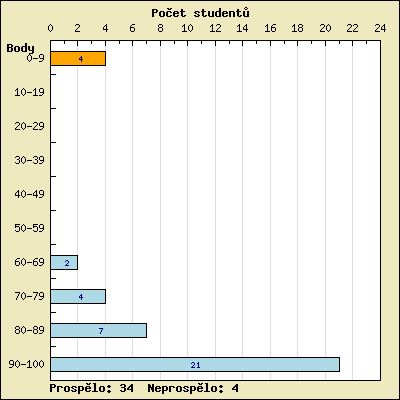 Počet studentů
0 2 4 6 8 10 12 14 16 18 20 22 24
Body
0-9 4
10-19
20-29
30-39
40-49
50-59
60-69 2
70-79 4
80-89 7
90-100 21
Prospělo: 34 Neprospělo: 4